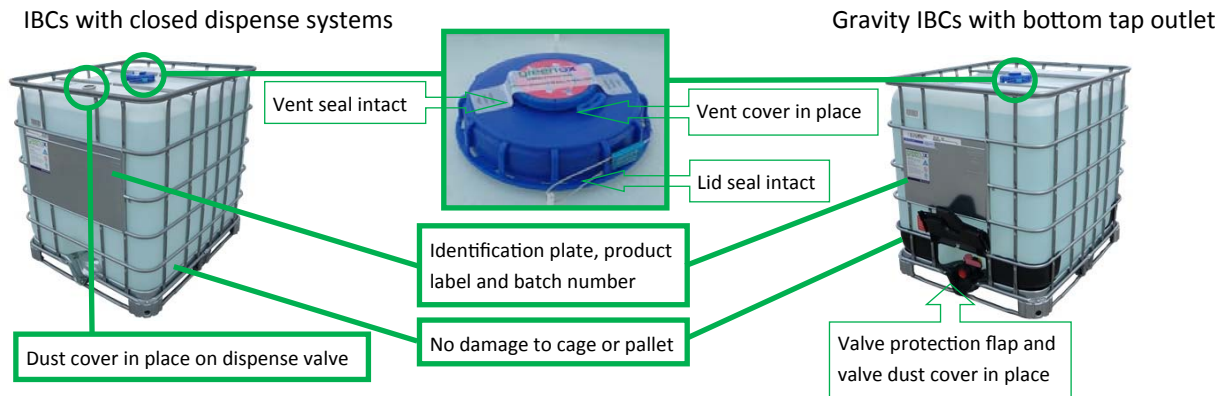 IBCs with closed dispense systems
Gravity IBCs with bottom tap outlet
Vent seal intact
greenox
Vent cover in place
Lid seal intact
Identification plate, product
label and batch number
No damage to cage or pallet
Dust cover in place on dispense valve
Valve protection flap and
valve dust cover in place